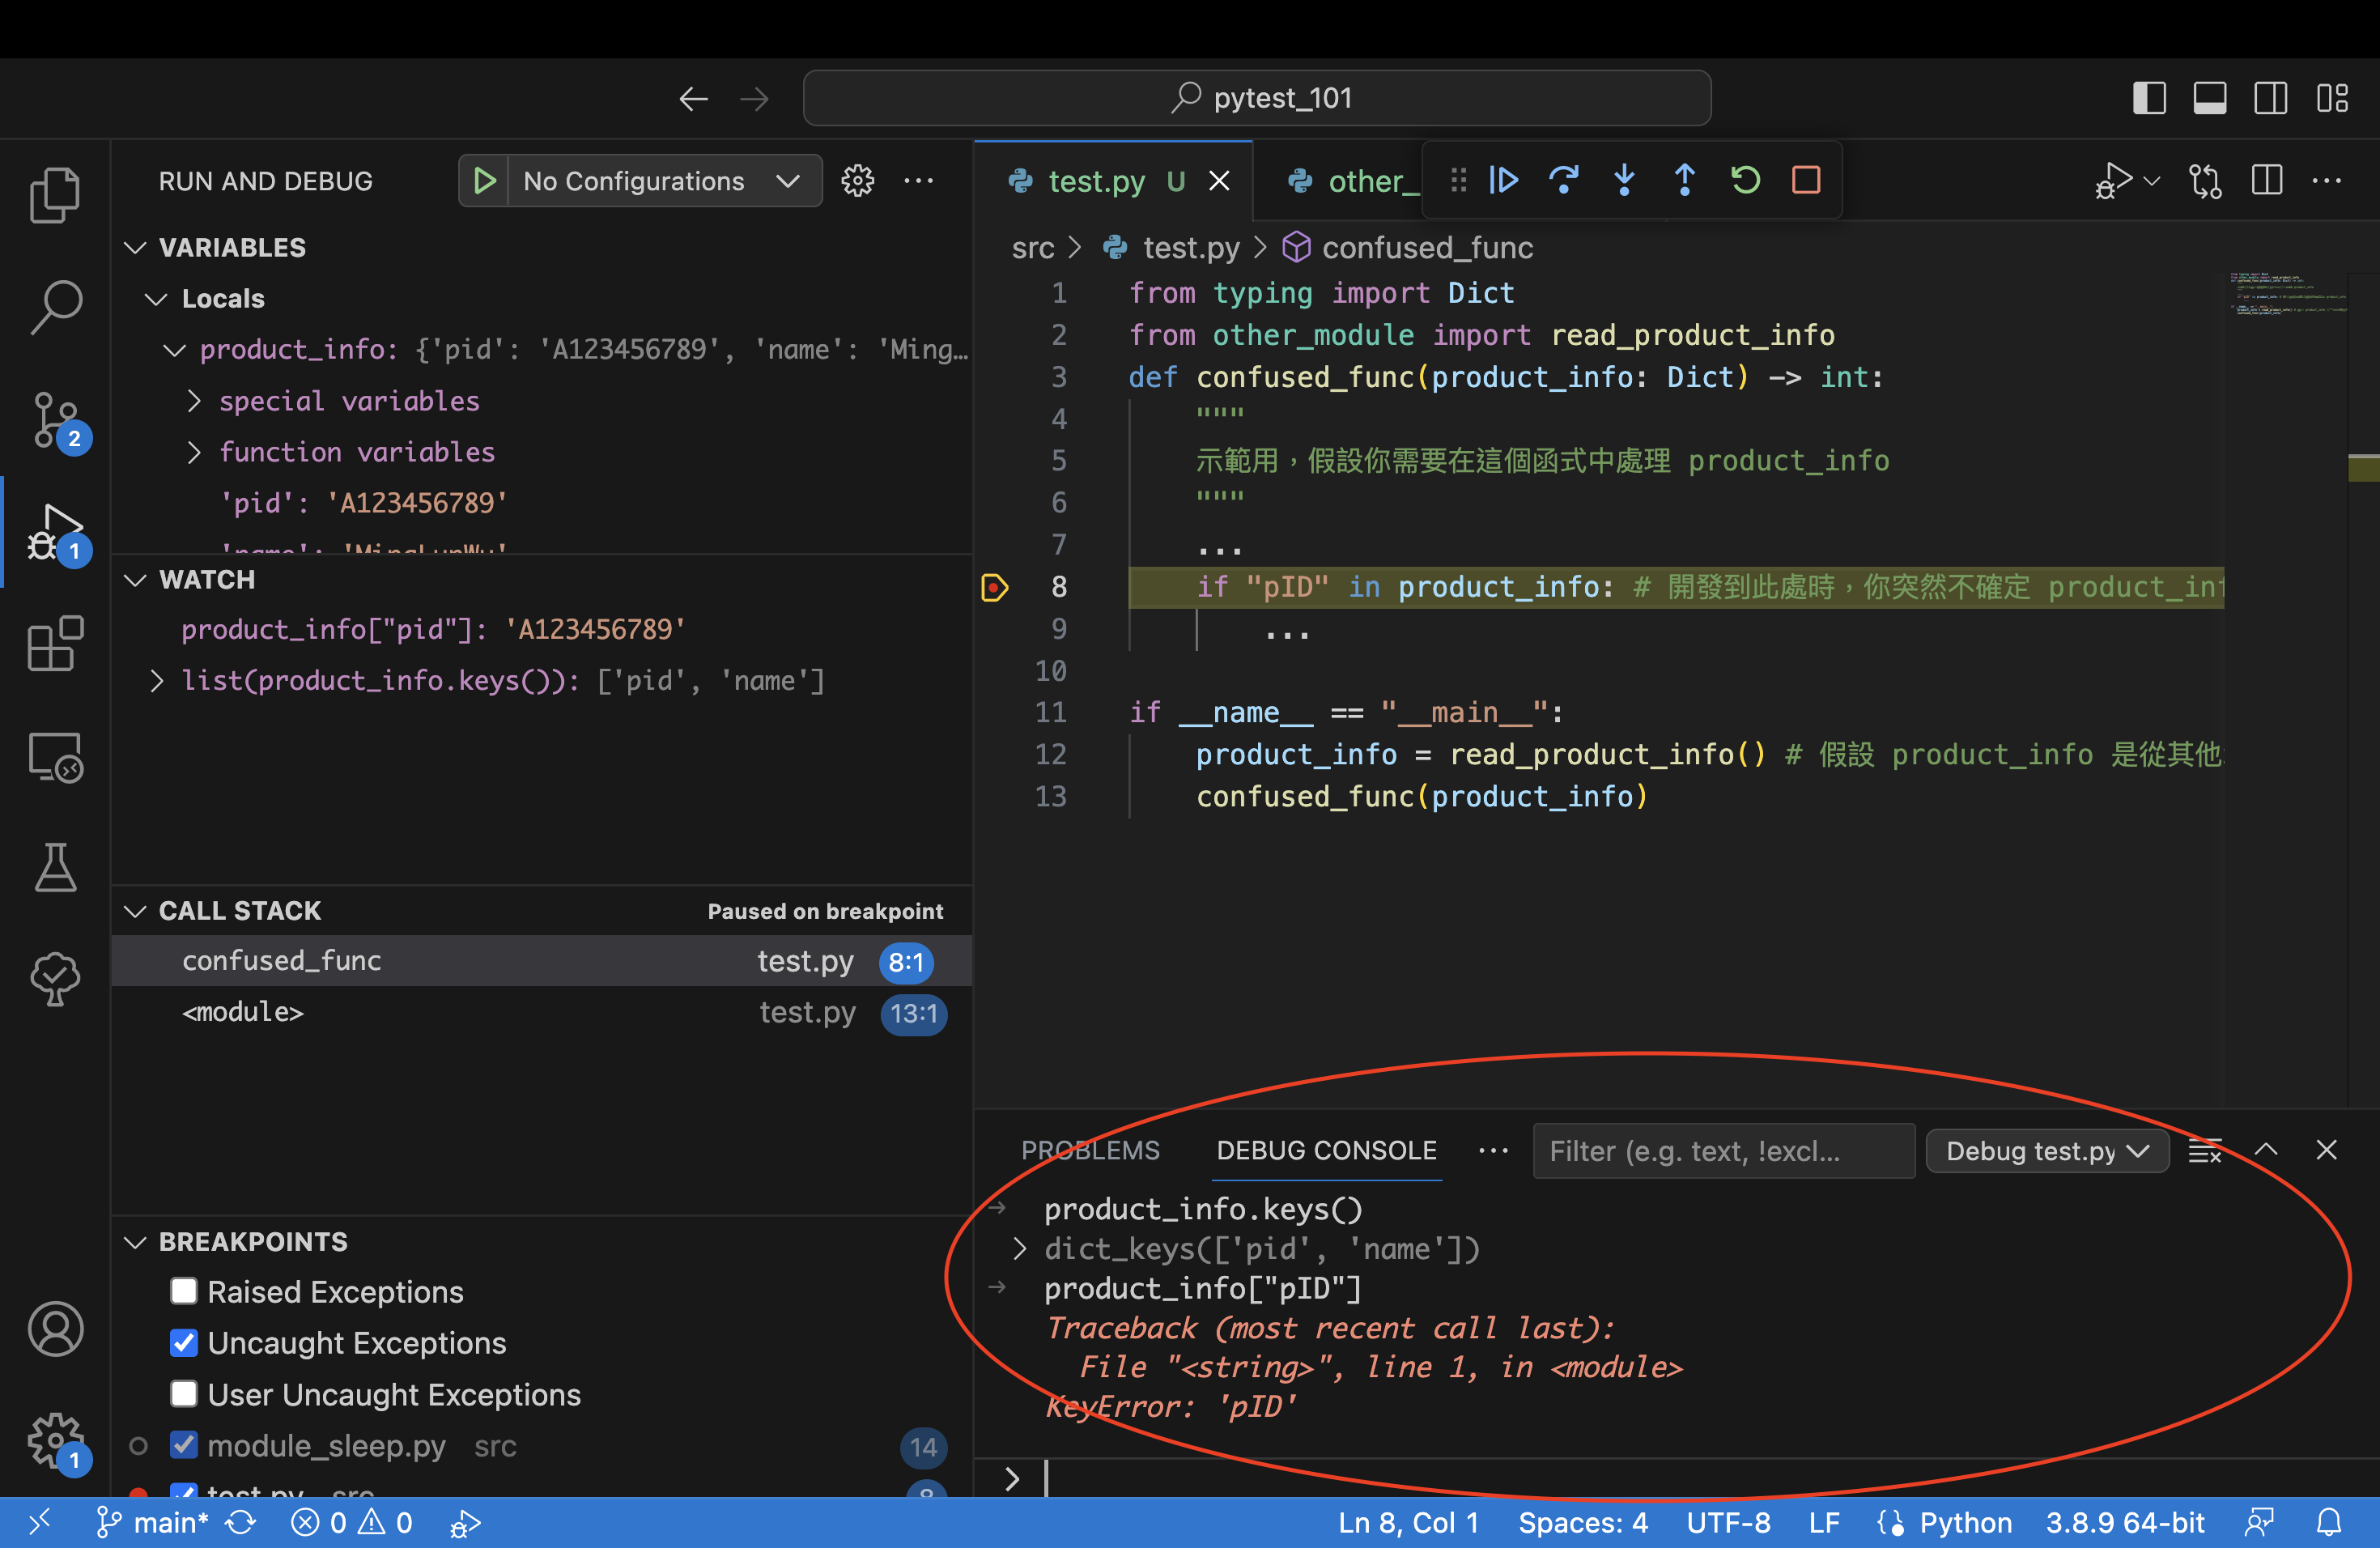 pytest_101
RUN AND DEBUG
No Configurations
VARIABLES
Locals
product_info: {'pid': 'A123456789', 'name': 'Ming…
special variables
function variables
'pid': 'A123456789'
'name': 'MingLunWu'
WATCH
product_info["pid"]: 'A123456789'
list(product_info.keys()): ['pid', 'name']
CALL STACK
Paused on breakpoint
confused_func test.py 8:1
<module> test.py 13:1
BREAKPOINTS
Raised Exceptions
Uncaught Exceptions
User Uncaught Exceptions
module_sleep.py src 14
test.py src 8
2
1
1
test.py U
other_
src > test.py > confused_func
1 from typing import Dict
2 from other_module import read_product_info
3 def confused_func(product_info: Dict) -> int:
4 """
5 示範用，假設你需要在這個函式中處理 product_info
6 """
7 ...
8 if "pID" in product_info: # 開發到此處時，你突然不確定 product_inf
9 ...
10
11 if __name__ == "__main__":
12 product_info = read_product_info() # 假設 product_info 是從其他
13 confused_func(product_info)
PROBLEMS
DEBUG CONSOLE
Filter (e.g. text, !excl...
Debug test.py
product_info.keys()
dict_keys(['pid', 'name'])
product_info["pID"]
Traceback (most recent call last):
File "<string>", line 1, in <module>
KeyError: 'pID'
main* 0 0
Ln 8, Col 1
Spaces: 4
UTF-8
LF
Python
3.8.9 64-bit